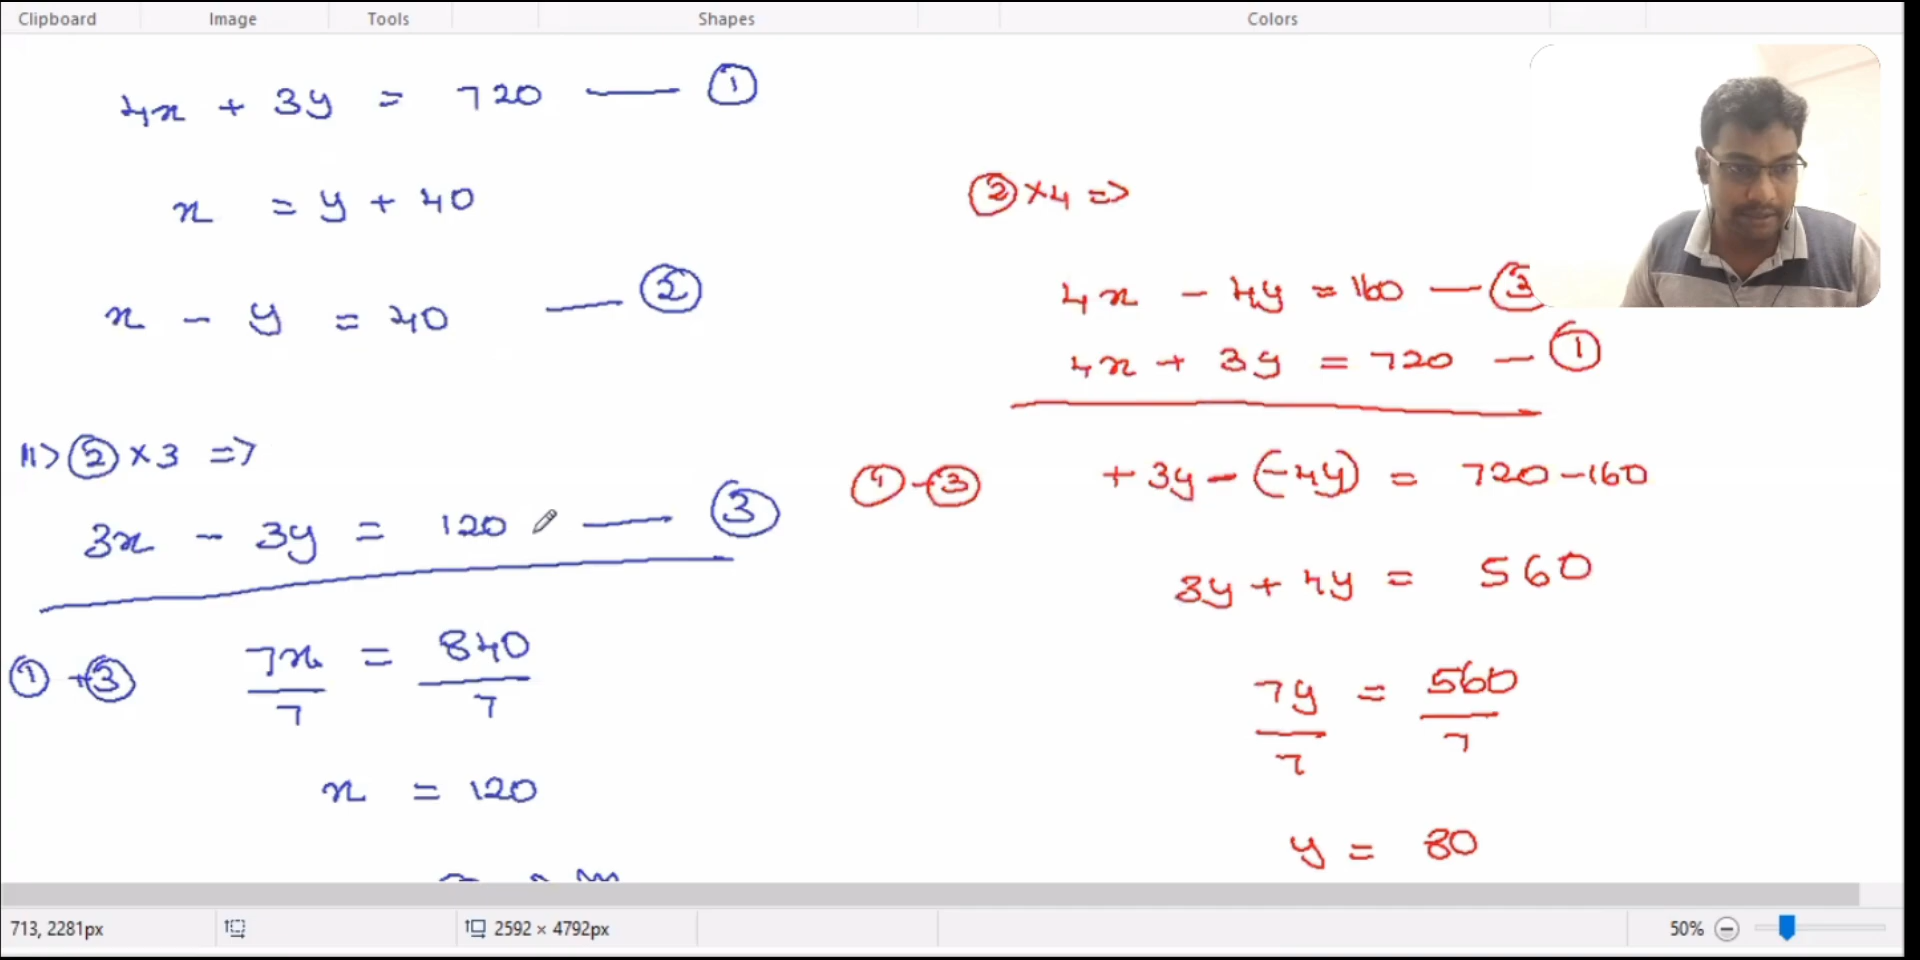 Clipboard Image Tools Shapes Colors
4x + 3y = 720 — ①
x = y + 40
x - y = 40 — ②
11> ② × 3 =>
3x - 3y = 120 — ③
① + ③ 7x/7 = 840/7
x = 120
② × 4 =>
4x - 4y = 160 — ③
4x + 3y = 720 — ①
① - ③ + 3y - (-4y) = 720 - 160
3y + 4y = 560
7y/7 = 560/7
y = 80
713, 2281px 2592 × 4792px 50%